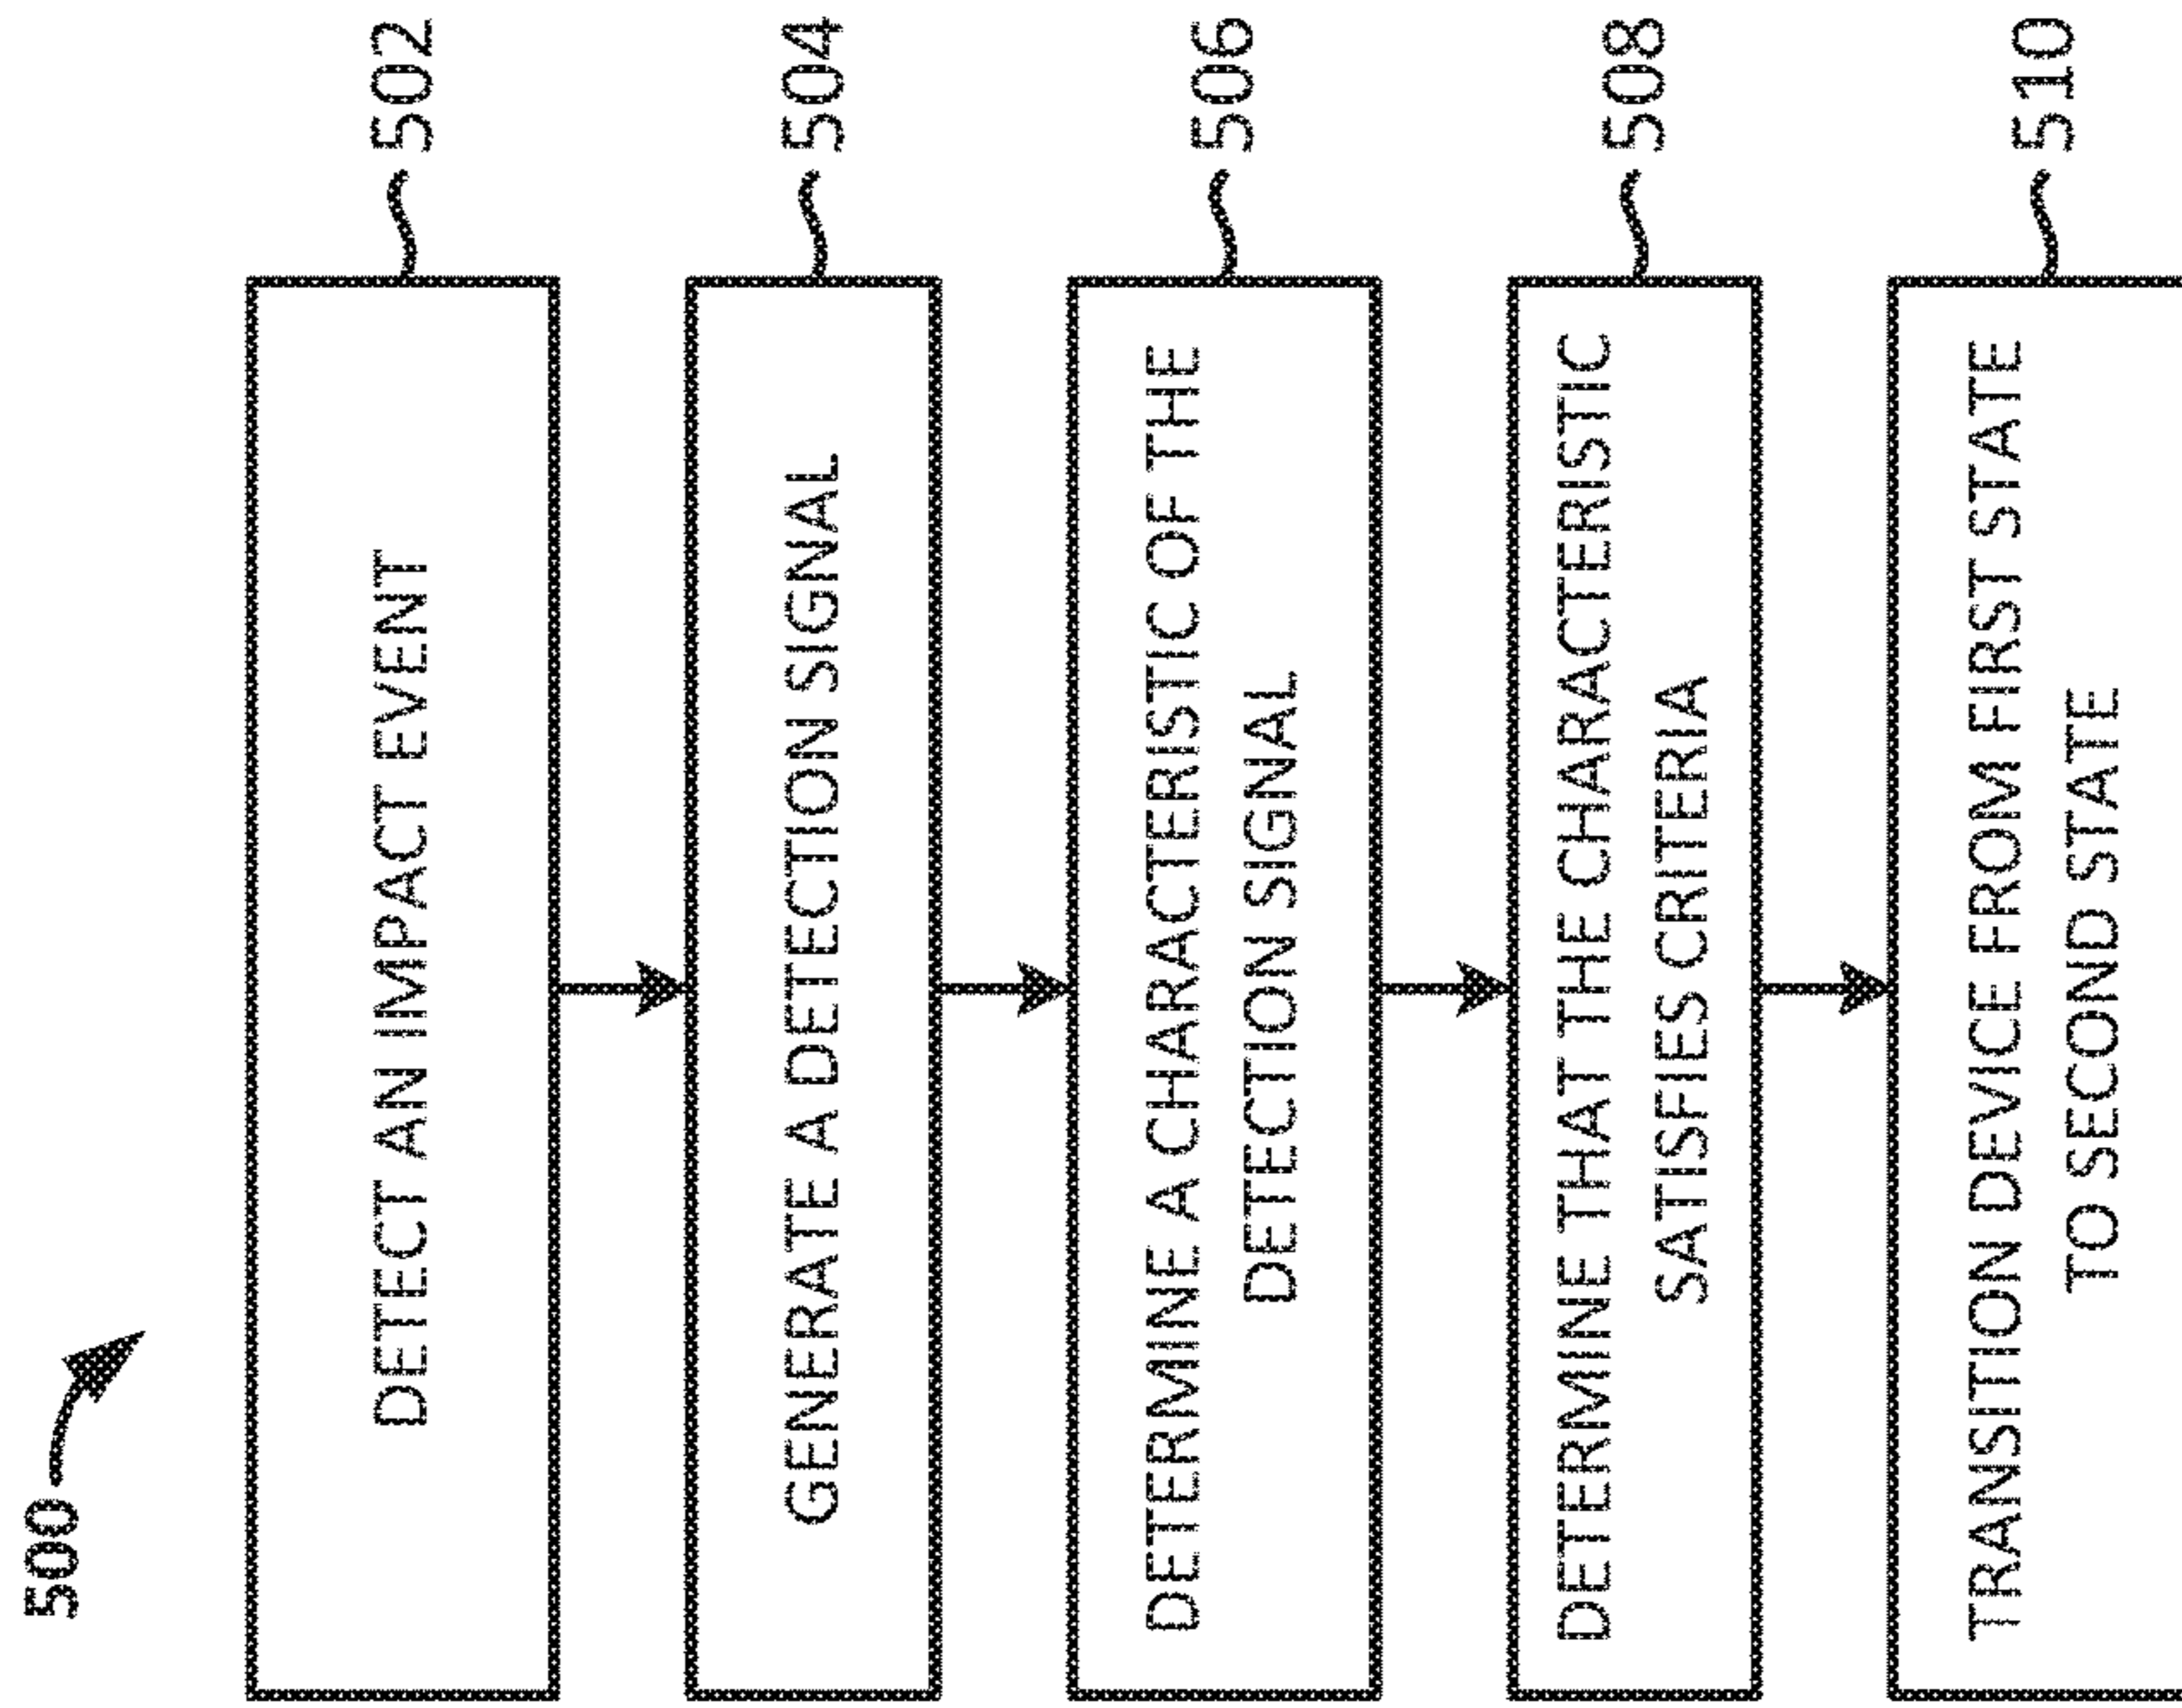 500
DETECT AN IMPACT EVENT
502
GENERATE A DETECTION SIGNAL
504
DETERMINE A CHARACTERISTIC OF THE
DETECTION SIGNAL
506
DETERMINE THAT THE CHARACTERISTIC
SATISFIES CRITERIA
508
TRANSITION DEVICE FROM FIRST STATE
TO SECOND STATE
510